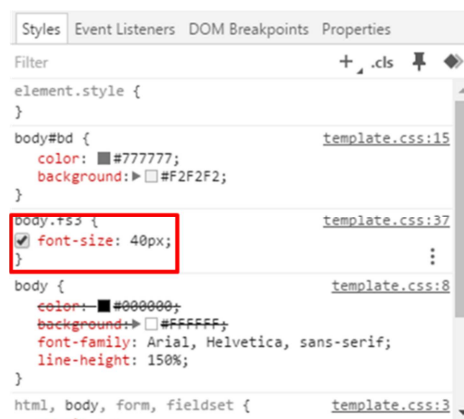 Styles Event Listeners DOM Breakpoints Properties
Filter + .cls
element.style {
}
body#bd { template.css:15
color: #777777;
background: #F2F2F2;
}
body.fs3 { template.css:37
font-size: 40px;
}
body { template.css:8
color: #000000;
background: #FFFFFF;
font-family: Arial, Helvetica, sans-serif;
line-height: 150%;
}
html, body, form, fieldset { template.css:3